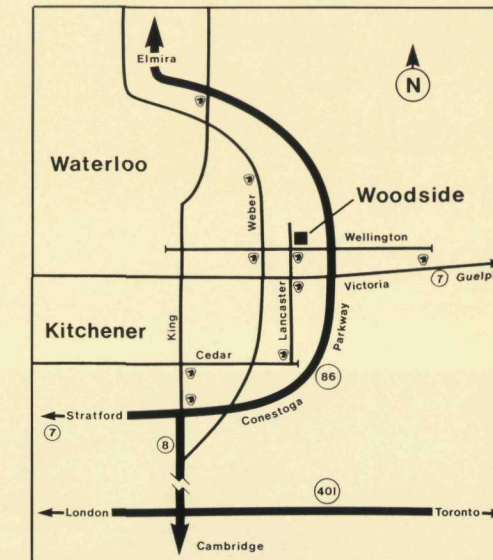 Elmira
N
Waterloo
Woodside
Weber
Wellington
7 Guelp
Victoria
Lancaster
King
Parkway
Kitchener
Cedar
86
Conestoga
Stratford
7
8
401
London
Toronto
Cambridge